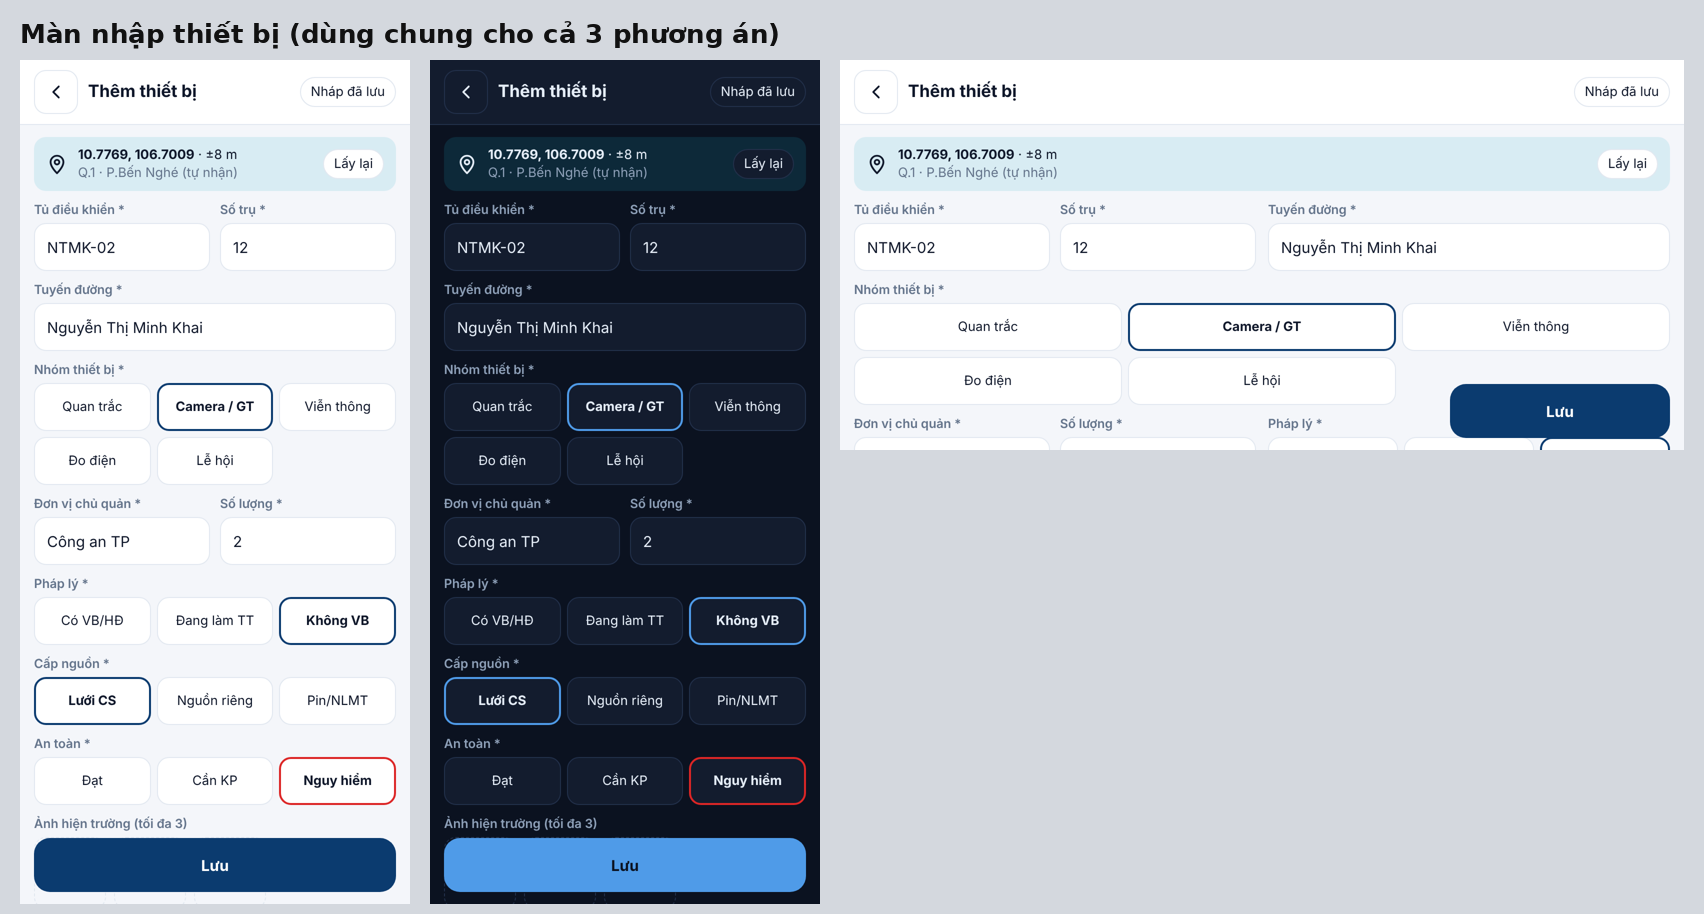 Màn nhập thiết bị (dùng chung cho cả 3 phương án)
Thêm thiết bị
Nháp đã lưu
10.7769, 106.7009 · ±8 m
Q.1 · P.Bến Nghé (tự nhận)
Lấy lại
Tủ điều khiển *
Số trụ *
NTMK-02
12
Tuyến đường *
Nguyễn Thị Minh Khai
Nhóm thiết bị *
Quan trắc
Camera / GT
Viễn thông
Đo điện
Lễ hội
Đơn vị chủ quản *
Số lượng *
Công an TP
2
Pháp lý *
Có VB/HĐ
Đang làm TT
Không VB
Cấp nguồn *
Lưới CS
Nguồn riêng
Pin/NLMT
An toàn *
Đạt
Cần KP
Nguy hiểm
Ảnh hiện trường (tối đa 3)
Lưu
Thêm thiết bị
Nháp đã lưu
10.7769, 106.7009 · ±8 m
Q.1 · P.Bến Nghé (tự nhận)
Lấy lại
Tủ điều khiển *
Số trụ *
NTMK-02
12
Tuyến đường *
Nguyễn Thị Minh Khai
Nhóm thiết bị *
Quan trắc
Camera / GT
Viễn thông
Đo điện
Lễ hội
Đơn vị chủ quản *
Số lượng *
Công an TP
2
Pháp lý *
Có VB/HĐ
Đang làm TT
Không VB
Cấp nguồn *
Lưới CS
Nguồn riêng
Pin/NLMT
An toàn *
Đạt
Cần KP
Nguy hiểm
Ảnh hiện trường (tối đa 3)
Lưu
Thêm thiết bị
Nháp đã lưu
10.7769, 106.7009 · ±8 m
Q.1 · P.Bến Nghé (tự nhận)
Lấy lại
Tủ điều khiển *
Số trụ *
Tuyến đường *
NTMK-02
12
Nguyễn Thị Minh Khai
Nhóm thiết bị *
Quan trắc
Camera / GT
Viễn thông
Đo điện
Lễ hội
Lưu
Đơn vị chủ quản *
Số lượng *
Pháp lý *